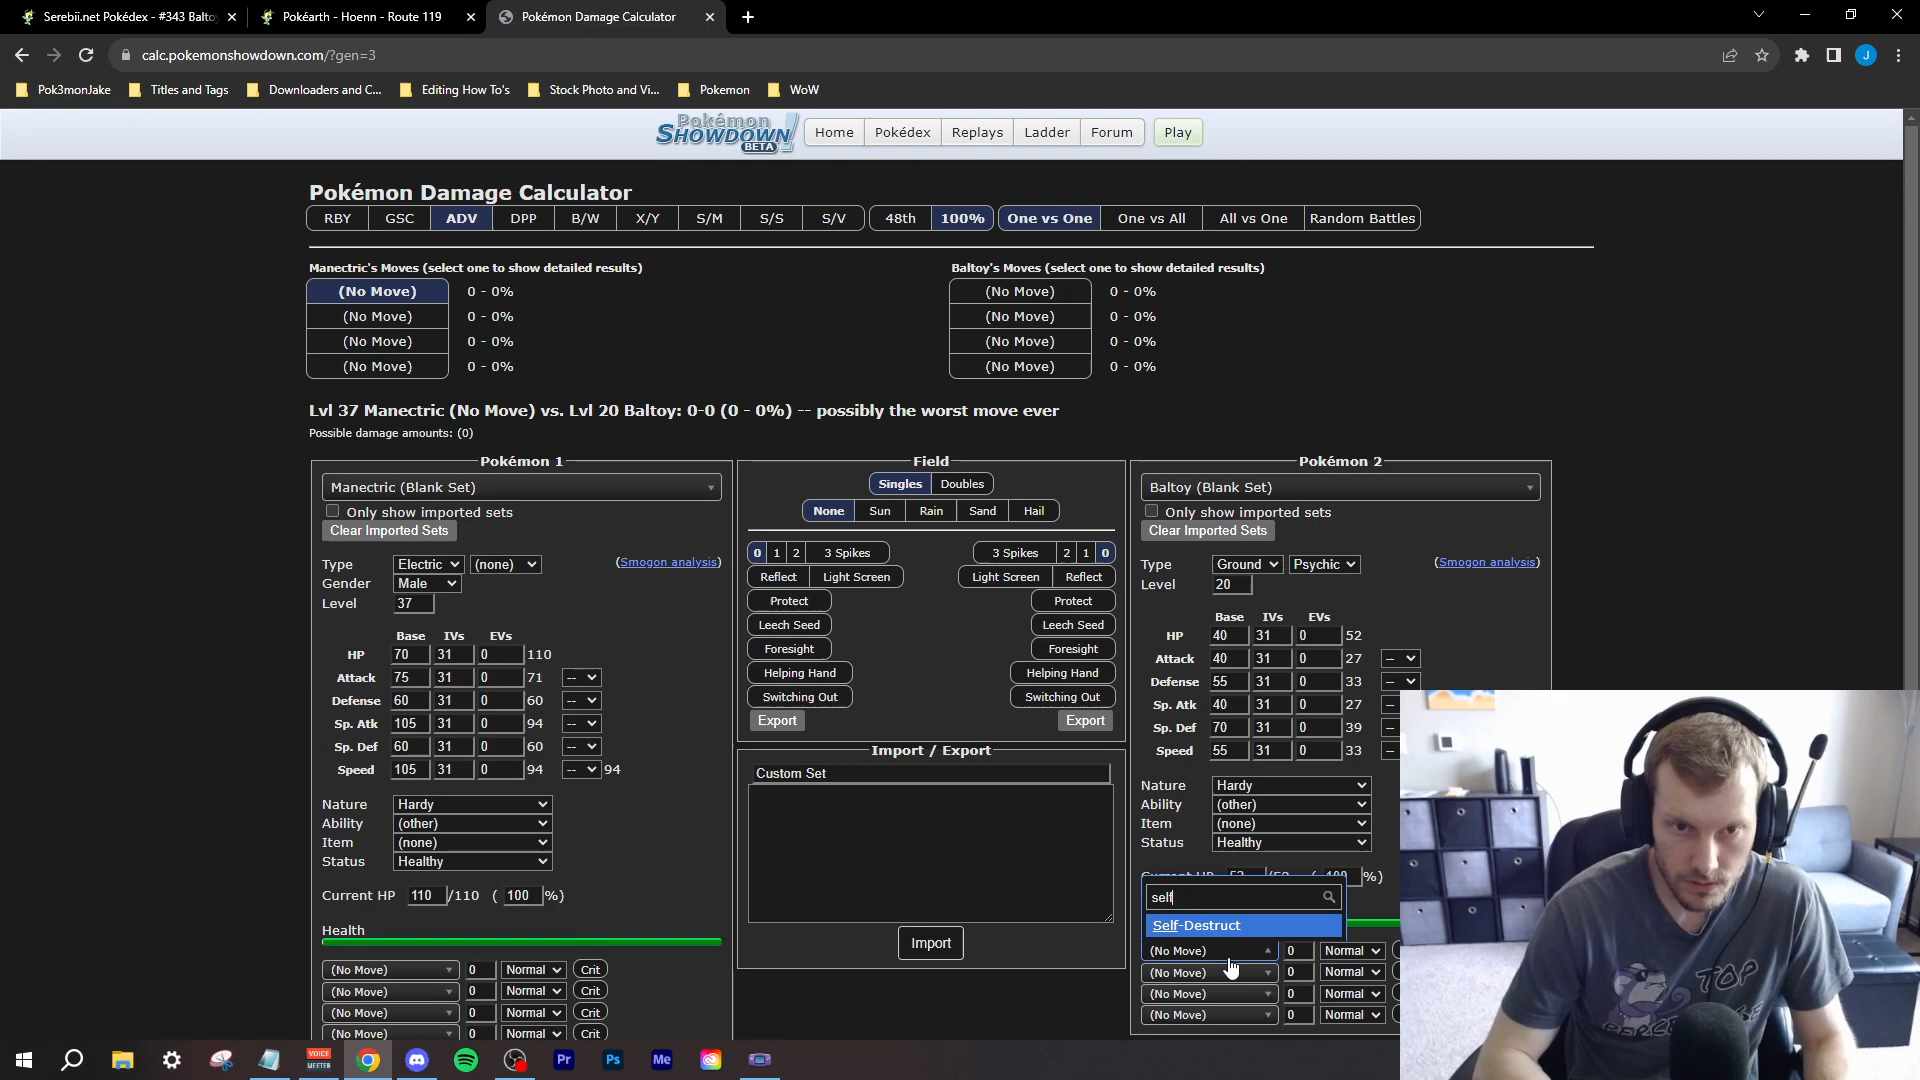 Serebii.net Pokédex - #343 Balto
Pokéarth - Hoenn - Route 119
Pokémon Damage Calculator
calc.pokemonshowdown.com/?gen=3
J
Pok3monJake
Titles and Tags
Downloaders and C...
Editing How To's
Stock Photo and Vi...
Pokemon
WoW
Pokémon
SHOWDOWN!
BETA
Home
Pokédex
Replays
Ladder
Forum
Play
Pokémon Damage Calculator
RBY GSC ADV DPP B/W X/Y S/M S/S S/V 48th 100% One vs One One vs All All vs One Random Battles
Manectric's Moves (select one to show detailed results)
(No Move) 0 - 0%
(No Move) 0 - 0%
(No Move) 0 - 0%
(No Move) 0 - 0%
Baltoy's Moves (select one to show detailed results)
(No Move) 0 - 0%
(No Move) 0 - 0%
(No Move) 0 - 0%
(No Move) 0 - 0%
Lvl 37 Manectric (No Move) vs. Lvl 20 Baltoy: 0-0 (0 - 0%) -- possibly the worst move ever
Possible damage amounts: (0)
Pokémon 1
Manectric (Blank Set)
Only show imported sets
Clear Imported Sets
Type Electric (none) (Smogon analysis)
Gender Male
Level 37
Base IVs EVs
HP 70 31 0 110
Attack 75 31 0 71 --
Defense 60 31 0 60 --
Sp. Atk 105 31 0 94 --
Sp. Def 60 31 0 60 --
Speed 105 31 0 94 -- 94
Nature Hardy
Ability (other)
Item (none)
Status Healthy
Current HP 110 /110 ( 100 %)
Health
(No Move) 0 Normal Crit
(No Move) 0 Normal Crit
(No Move) 0 Normal Crit
(No Move) 0 Normal Crit
Field
Singles Doubles
None Sun Rain Sand Hail
0 1 2 3 Spikes 3 Spikes 2 1 0
Reflect Light Screen Light Screen Reflect
Protect Protect
Leech Seed Leech Seed
Foresight Foresight
Helping Hand Helping Hand
Switching Out Switching Out
Export Export
Import / Export
Custom Set
Import
Pokémon 2
Baltoy (Blank Set)
Only show imported sets
Clear Imported Sets
Type Ground Psychic (Smogon analysis)
Level 20
Base IVs EVs
HP 40 31 0 52
Attack 40 31 0 27 --
Defense 55 31 0 33 --
Sp. Atk 40 31 0 27 --
Sp. Def 70 31 0 39 --
Speed 55 31 0 33 --
Nature Hardy
Ability (other)
Item (none)
Status Healthy
%)
self
Self-Destruct
(No Move) 0 Normal
(No Move) 0 Normal
(No Move) 0 Normal
(No Move) 0 Normal
VOICE
MEETER
Pr
Ps
Me
TOP